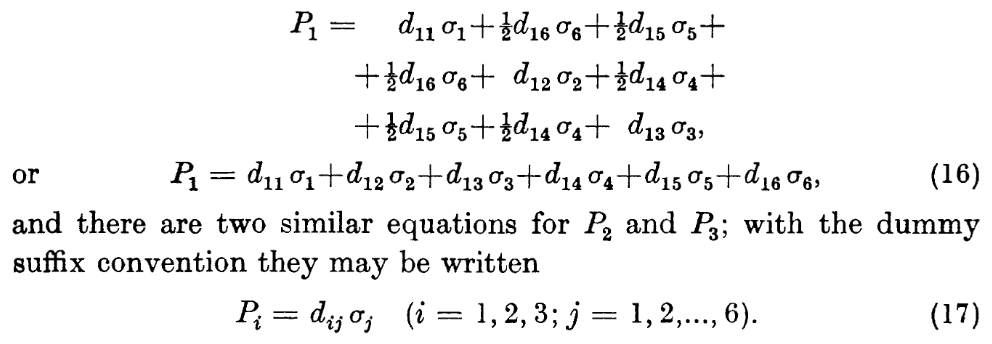 P₁ = d₁₁ σ₁+½d₁₆ σ₆+½d₁₅ σ₅+
+½d₁₆ σ₆+ d₁₂ σ₂+½d₁₄ σ₄+
+½d₁₅ σ₅+½d₁₄ σ₄+ d₁₃ σ₃,
or P₁ = d₁₁ σ₁+d₁₂ σ₂+d₁₃ σ₃+d₁₄ σ₄+d₁₅ σ₅+d₁₆ σ₆, (16)
and there are two similar equations for P₂ and P₃; with the dummy
suffix convention they may be written
Pᵢ = dᵢⱼ σⱼ (i = 1, 2, 3; j = 1, 2,..., 6). (17)